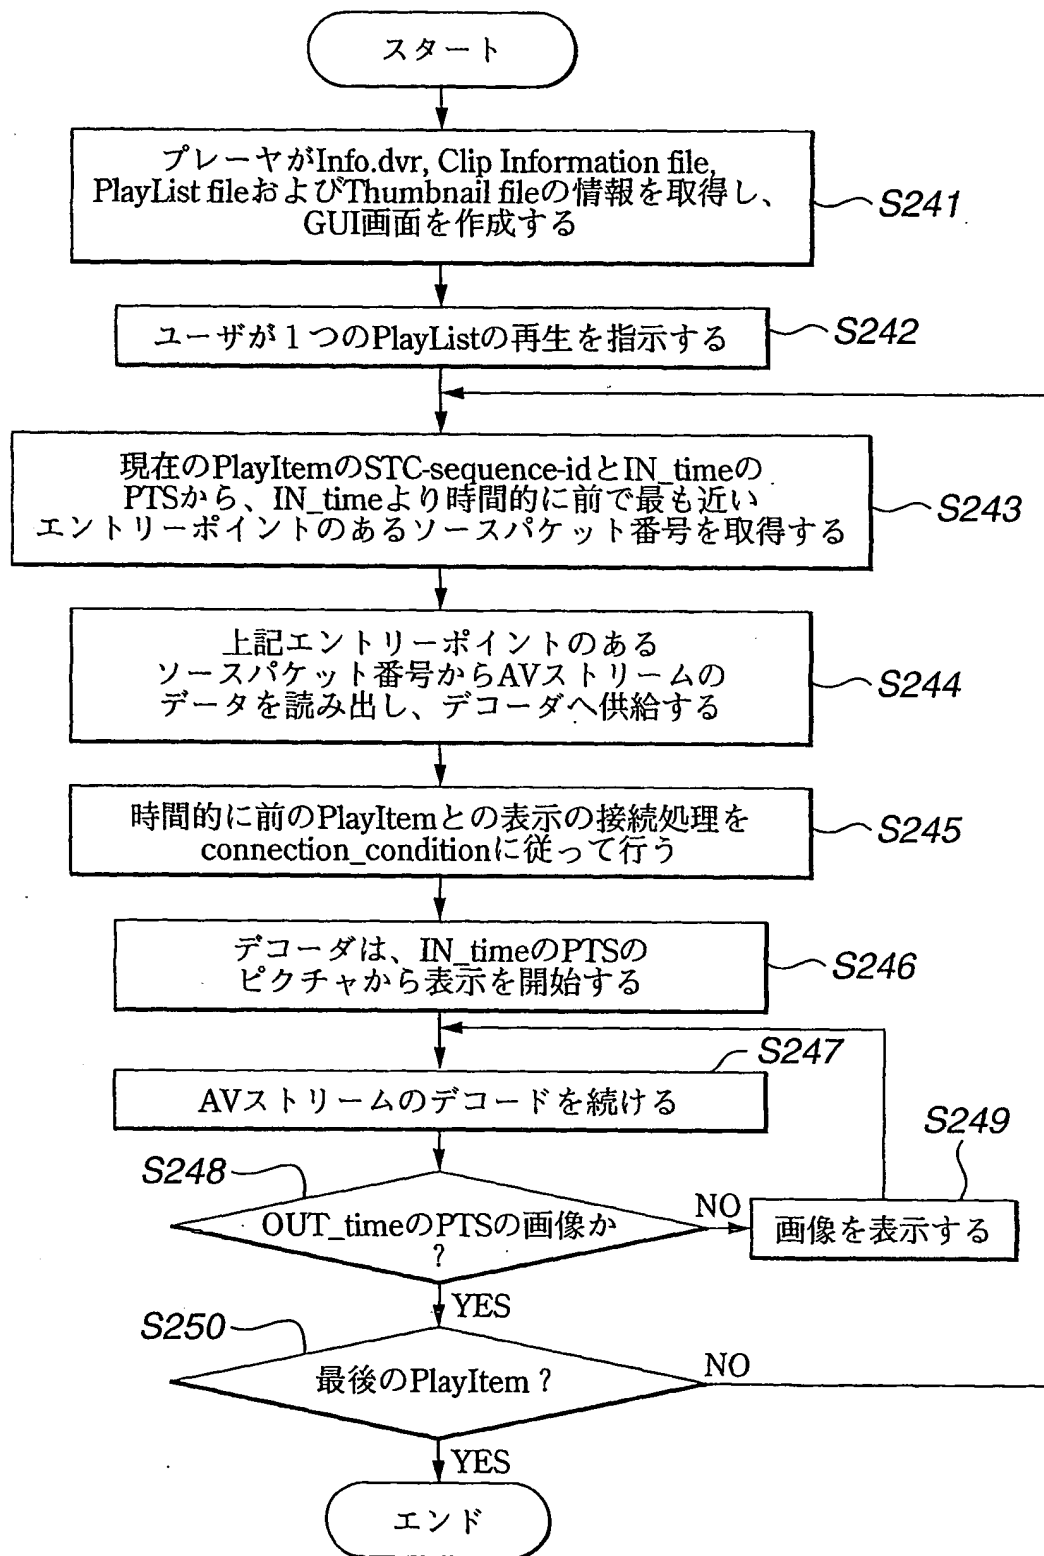 スタート
プレーヤがInfo.dvr, Clip Information file,
PlayList fileおよびThumbnail fileの情報を取得し、
GUI画面を作成する
S241
ユーザが1つのPlayListの再生を指示する
S242
現在のPlayItemのSTC-sequence-idとIN_timeの
PTSから、IN_timeより時間的に前で最も近い
エントリーポイントのあるソースパケット番号を取得する
S243
上記エントリーポイントのある
ソースパケット番号からAVストリームの
データを読み出し、デコーダへ供給する
S244
時間的に前のPlayItemとの表示の接続処理を
connection_conditionに従って行う
S245
デコーダは、IN_timeのPTSの
ピクチャから表示を開始する
S246
S247
AVストリームのデコードを続ける
S248
OUT_timeのPTSの画像か
?
NO
S249
画像を表示する
YES
S250
最後のPlayItem?
NO
YES
エンド